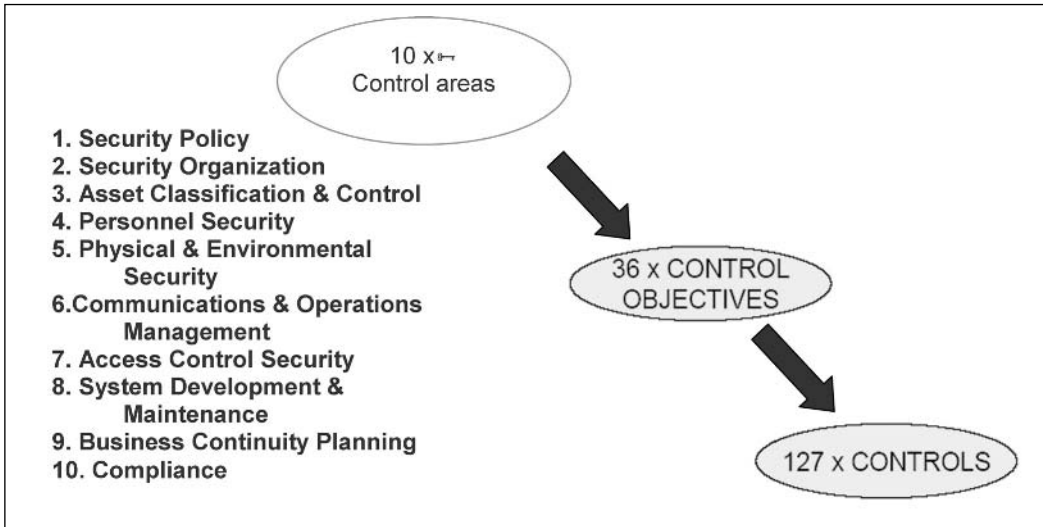 10 x
Control areas
1. Security Policy
2. Security Organization
3. Asset Classification & Control
4. Personnel Security
5. Physical & Environmental
Security
6.Communications & Operations
Management
7. Access Control Security
8. System Development &
Maintenance
9. Business Continuity Planning
10. Compliance
36 x CONTROL
OBJECTIVES
127 x CONTROLS